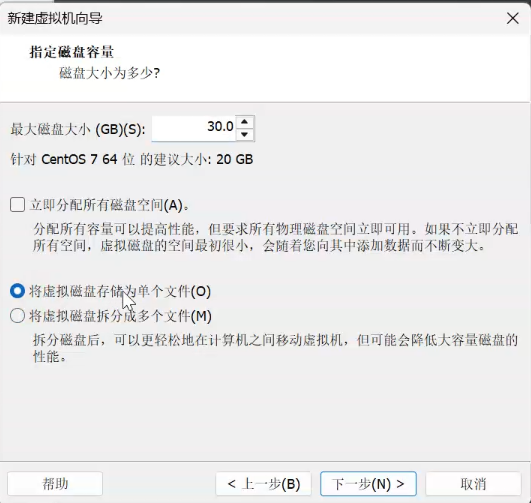 新建虚拟机向导
指定磁盘容量
磁盘大小为多少?
最大磁盘大小 (GB)(S): 30.0
针对 CentOS 7 64 位 的建议大小: 20 GB
立即分配所有磁盘空间(A)。
分配所有容量可以提高性能，但要求所有物理磁盘空间立即可用。如果不立即分配
所有空间，虚拟磁盘的空间最初很小，会随着您向其中添加数据而不断变大。
将虚拟磁盘存储为单个文件(O)
将虚拟磁盘拆分成多个文件(M)
拆分磁盘后，可以更轻松地在计算机之间移动虚拟机，但可能会降低大容量磁盘的
性能。
帮助 < 上一步(B) 下一步(N) > 取消